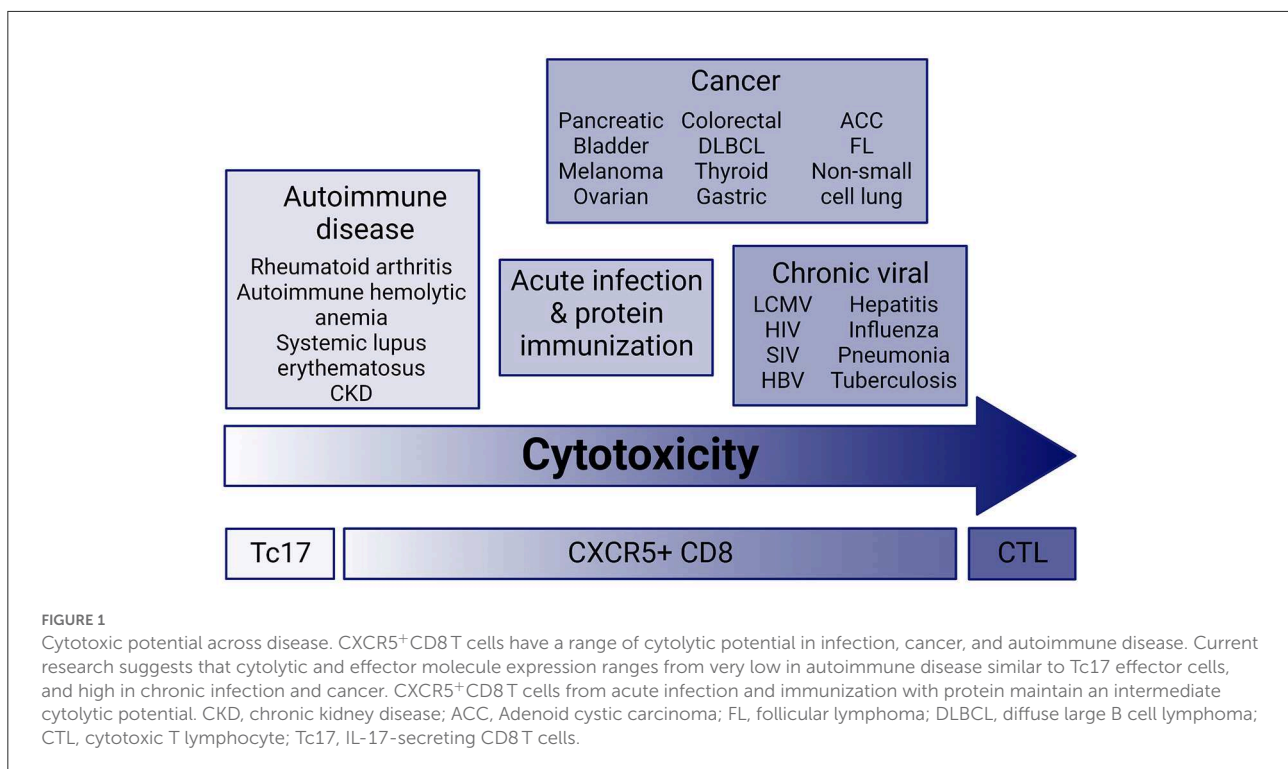 Cancer
Pancreatic Colorectal ACC
Bladder DLBCL FL
Melanoma Thyroid Non-small
Ovarian Gastric cell lung
Autoimmune
disease
Rheumatoid arthritis
Autoimmune hemolytic
anemia
Systemic lupus
erythematosus
CKD
Acute infection
& protein
immunization
Chronic viral
LCMV Hepatitis
HIV Influenza
SIV Pneumonia
HBV Tuberculosis
Cytotoxicity
Tc17 CXCR5+ CD8 CTL
FIGURE 1
Cytotoxic potential across disease. CXCR5+CD8 T cells have a range of cytolytic potential in infection, cancer, and autoimmune disease. Current
research suggests that cytolytic and effector molecule expression ranges from very low in autoimmune disease similar to Tc17 effector cells,
and high in chronic infection and cancer. CXCR5+CD8 T cells from acute infection and immunization with protein maintain an intermediate
cytolytic potential. CKD, chronic kidney disease; ACC, Adenoid cystic carcinoma; FL, follicular lymphoma; DLBCL, diffuse large B cell lymphoma;
CTL, cytotoxic T lymphocyte; Tc17, IL-17-secreting CD8 T cells.